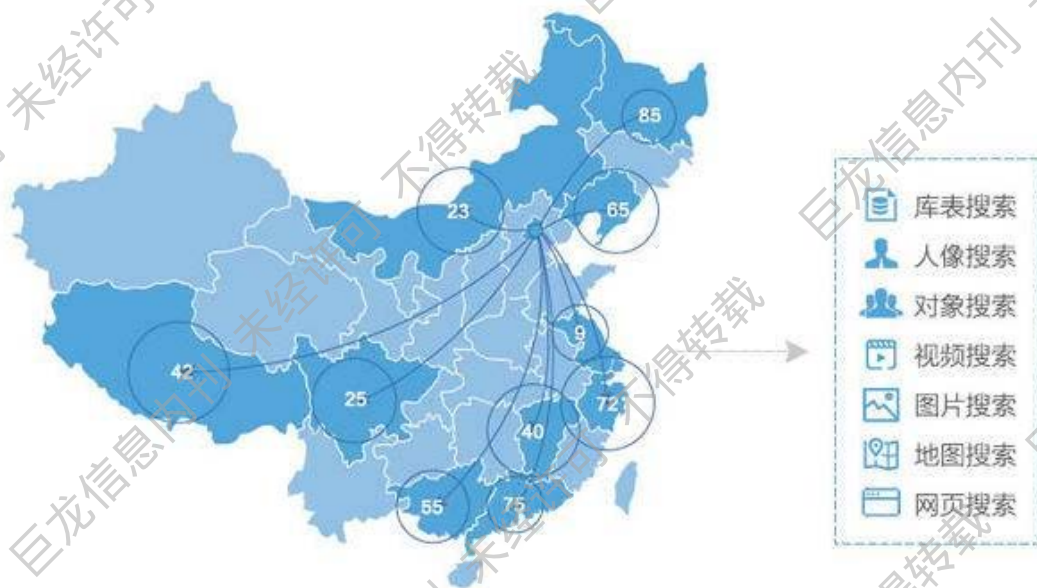 85
23
65
9
42
25
72
40
55
75
库表搜索
人像搜索
对象搜索
视频搜索
图片搜索
地图搜索
网页搜索
巨龙信息内刊 未经许可 不得转载